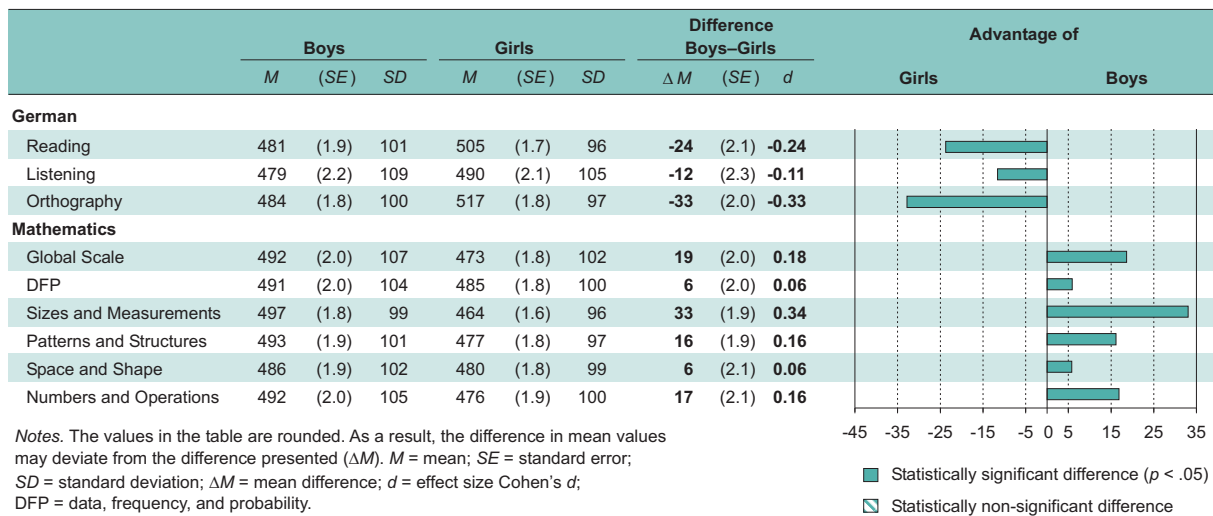 Difference
Boys Girls Boys–Girls Advantage of
M (SE) SD M (SE) SD ΔM (SE) d Girls Boys
German
Reading 481 (1.9) 101 505 (1.7) 96 -24 (2.1) -0.24
Listening 479 (2.2) 109 490 (2.1) 105 -12 (2.3) -0.11
Orthography 484 (1.8) 100 517 (1.8) 97 -33 (2.0) -0.33
Mathematics
Global Scale 492 (2.0) 107 473 (1.8) 102 19 (2.0) 0.18
DFP 491 (2.0) 104 485 (1.8) 100 6 (2.0) 0.06
Sizes and Measurements 497 (1.8) 99 464 (1.6) 96 33 (1.9) 0.34
Patterns and Structures 493 (1.9) 101 477 (1.8) 97 16 (1.9) 0.16
Space and Shape 486 (1.9) 102 480 (1.8) 99 6 (2.1) 0.06
Numbers and Operations 492 (2.0) 105 476 (1.9) 100 17 (2.1) 0.16
-45 -35 -25 -15 -5 0 5 15 25 35
Notes. The values in the table are rounded. As a result, the difference in mean values
may deviate from the difference presented (ΔM). M = mean; SE = standard error;
SD = standard deviation; ΔM = mean difference; d = effect size Cohen's d;
DFP = data, frequency, and probability.
Statistically significant difference (p < .05)
Statistically non-significant difference